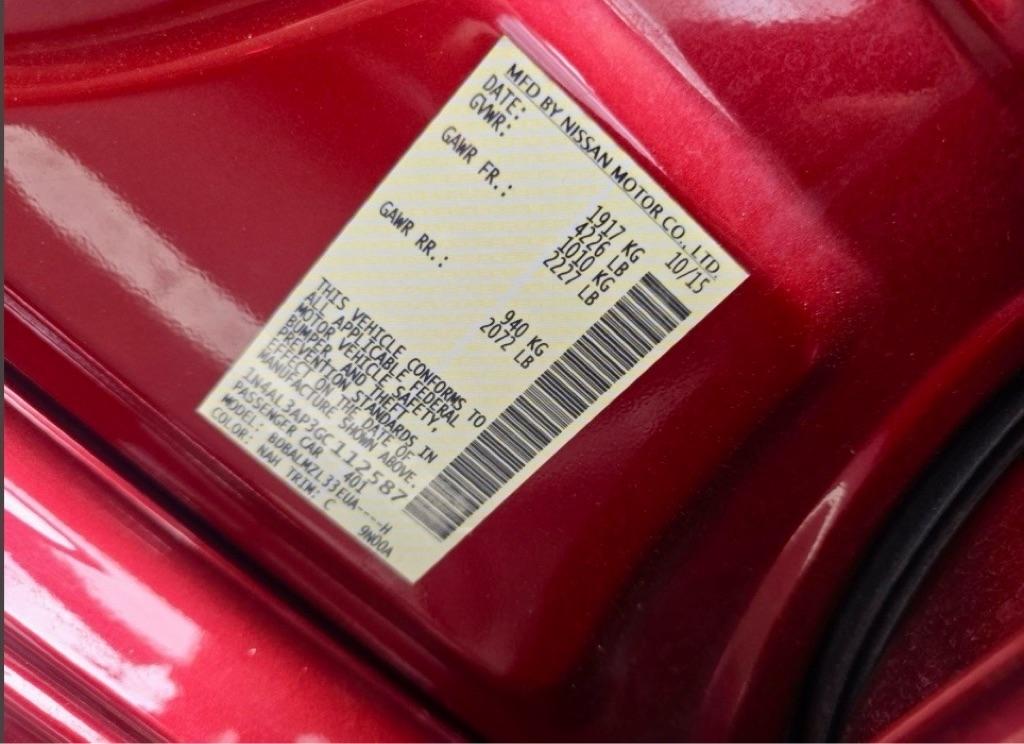 MFD BY NISSAN MOTOR CO., LTD.
DATE: 10/15
GVWR: 1917 KG
4226 LB
GAWR FR.: 1010 KG
2227 LB
GAWR RR.: 940 KG
2072 LB
THIS VEHICLE CONFORMS TO
ALL APPLICABLE FEDERAL
MOTOR VEHICLE SAFETY,
BUMPER, AND THEFT
PREVENTION STANDARDS IN
EFFECT ON THE DATE OF
MANUFACTURE SHOWN ABOVE.
1N4AL3AP3GC112587
PASSENGER CAR 401
MODEL: BDBALMZL33EUA----H
COLOR: NAH TRIM: C 9N00A